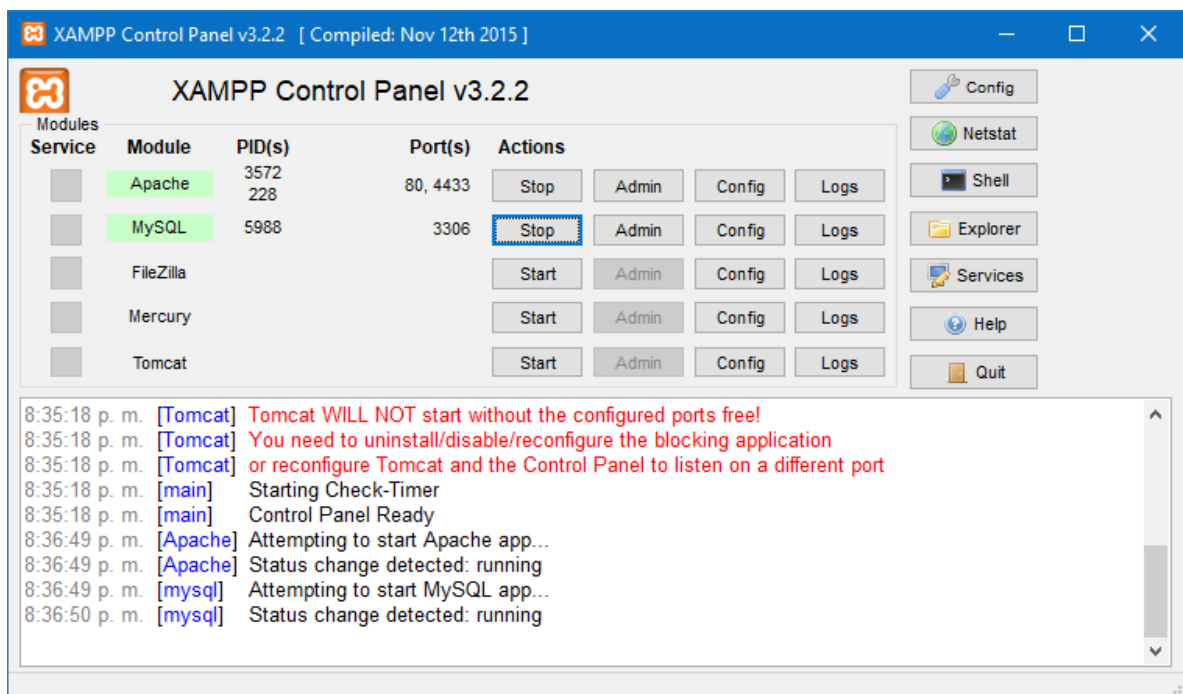 XAMPP Control Panel v3.2.2 [ Compiled: Nov 12th 2015 ]
XAMPP Control Panel v3.2.2
Config
Modules
Netstat
Service Module PID(s) Port(s) Actions
Apache 3572 228 80, 4433 Stop Admin Config Logs
Shell
MySQL 5988 3306 Stop Admin Config Logs
Explorer
FileZilla Start Admin Config Logs
Services
Mercury Start Admin Config Logs
Help
Tomcat Start Admin Config Logs
Quit
8:35:18 p. m. [Tomcat] Tomcat WILL NOT start without the configured ports free!
8:35:18 p. m. [Tomcat] You need to uninstall/disable/reconfigure the blocking application
8:35:18 p. m. [Tomcat] or reconfigure Tomcat and the Control Panel to listen on a different port
8:35:18 p. m. [main] Starting Check-Timer
8:35:18 p. m. [main] Control Panel Ready
8:36:49 p. m. [Apache] Attempting to start Apache app...
8:36:49 p. m. [Apache] Status change detected: running
8:36:49 p. m. [mysql] Attempting to start MySQL app...
8:36:50 p. m. [mysql] Status change detected: running